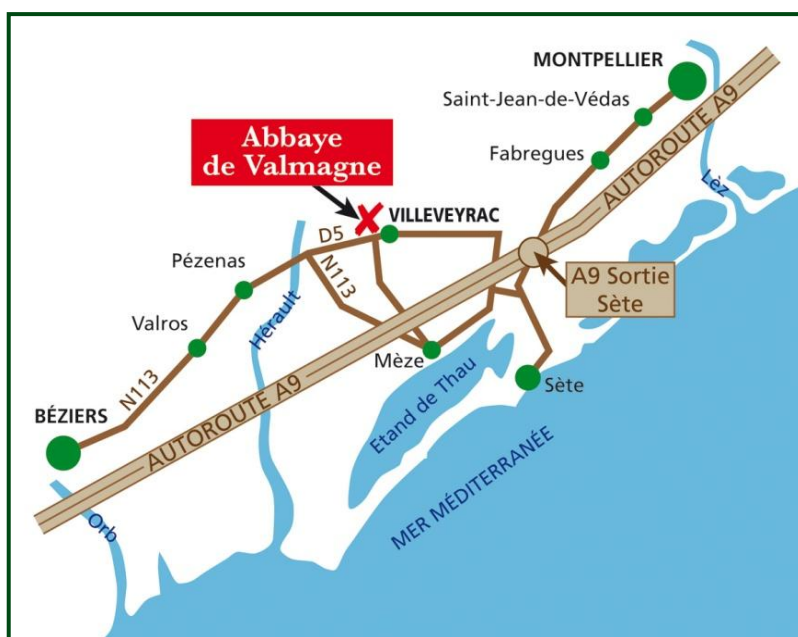 MONTPELLIER
Saint-Jean-de-Védas
Fabregues
AUTOROUTE A9
Lèz
Abbaye
de Valmagne
VILLEVEYRAC
D5
N113
Pézenas
Hérault
A9 Sortie
Sète
Valros
Mèze
N113
BÉZIERS
AUTOROUTE A9
Etand de Thau
Sète
MER MÉDITERRANÉE
Orb